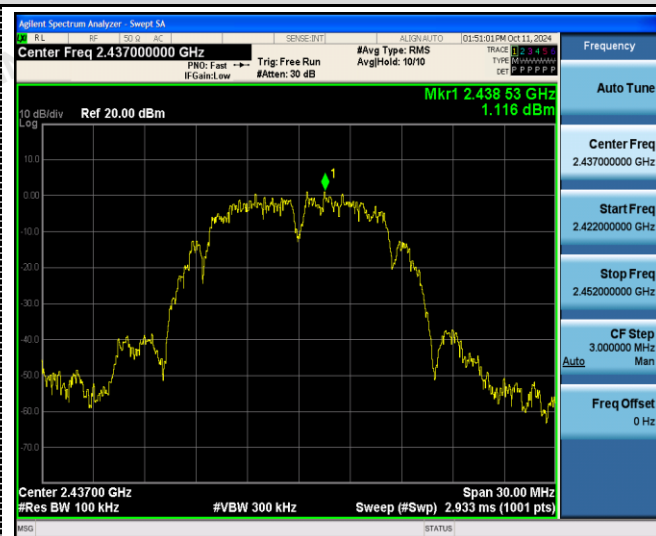 Agilent Spectrum Analyzer - Swept SA
RL RF 50 Ω AC SENSE:INT ALIGNAUTO 01:51:01PM Oct 11, 2024
Center Freq 2.437000000 GHz
PNO: Fast
IFGain:Low
Trig: Free Run
#Atten: 30 dB
#Avg Type: RMS
Avg|Hold: 10/10
TRACE 1 2 3 4 5 6
TYPE M
DET P P P P P P
Mkr1 2.438 53 GHz
1.116 dBm
10 dB/div Ref 20.00 dBm
Log
10.0
0.00
-10.0
-20.0
-30.0
-40.0
-50.0
-60.0
-70.0
1
Center 2.43700 GHz
Span 30.00 MHz
#Res BW 100 kHz
#VBW 300 kHz
Sweep (#Swp) 2.933 ms (1001 pts)
MSG
STATUS
Frequency
Auto Tune
Center Freq
2.437000000 GHz
Start Freq
2.422000000 GHz
Stop Freq
2.452000000 GHz
CF Step
3.000000 MHz
Auto Man
Freq Offset
0 Hz